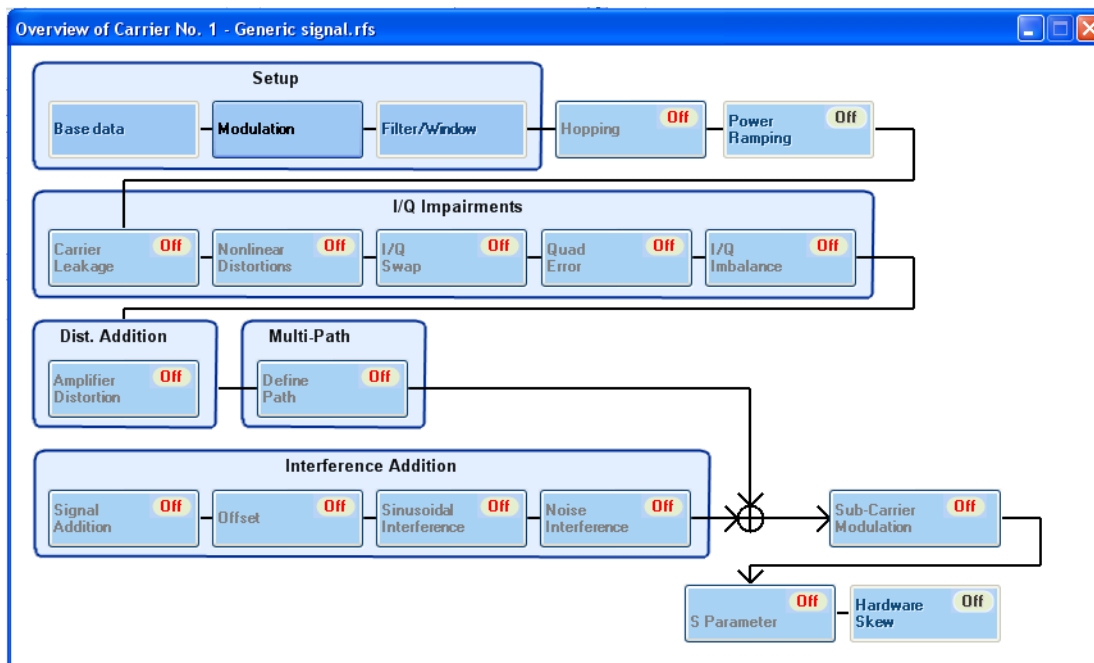 Overview of Carrier No. 1 - Generic signal.rfs
Setup
Base data
Modulation
Filter/Window
Hopping
Off
Power
Ramping
Off
I/Q Impairments
Carrier
Leakage
Off
Nonlinear
Distortions
Off
I/Q
Swap
Off
Quad
Error
Off
I/Q
Imbalance
Off
Dist. Addition
Amplifier
Distortion
Off
Multi-Path
Define
Path
Off
Interference Addition
Signal
Addition
Off
Offset
Off
Sinusoidal
Interference
Off
Noise
Interference
Off
Sub-Carrier
Modulation
Off
S Parameter
Off
Hardware
Skew
Off